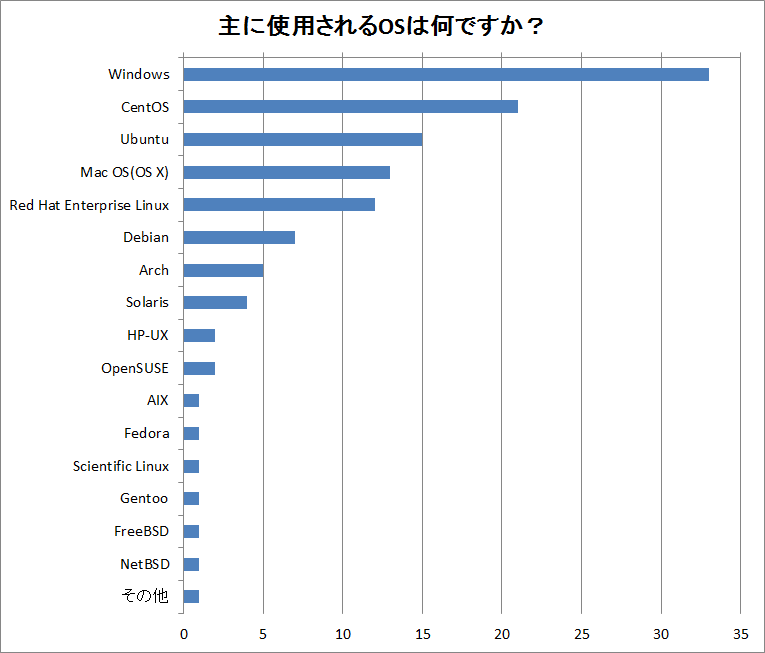 主に使用されるOSは何ですか？
Windows
CentOS
Ubuntu
Mac OS(OS X)
Red Hat Enterprise Linux
Debian
Arch
Solaris
HP-UX
OpenSUSE
AIX
Fedora
Scientific Linux
Gentoo
FreeBSD
NetBSD
その他
0 5 10 15 20 25 30 35